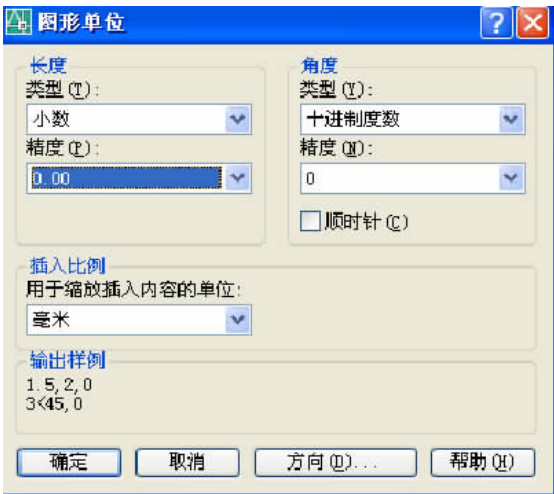 图形单位
长度
类型(T):
小数
精度(P):
0.00
角度
类型(Y):
十进制度数
精度(N):
0
顺时针(C)
插入比例
用于缩放插入内容的单位:
毫米
输出样例
1.5,2,0
3<45,0
确定
取消
方向(D)...
帮助(H)